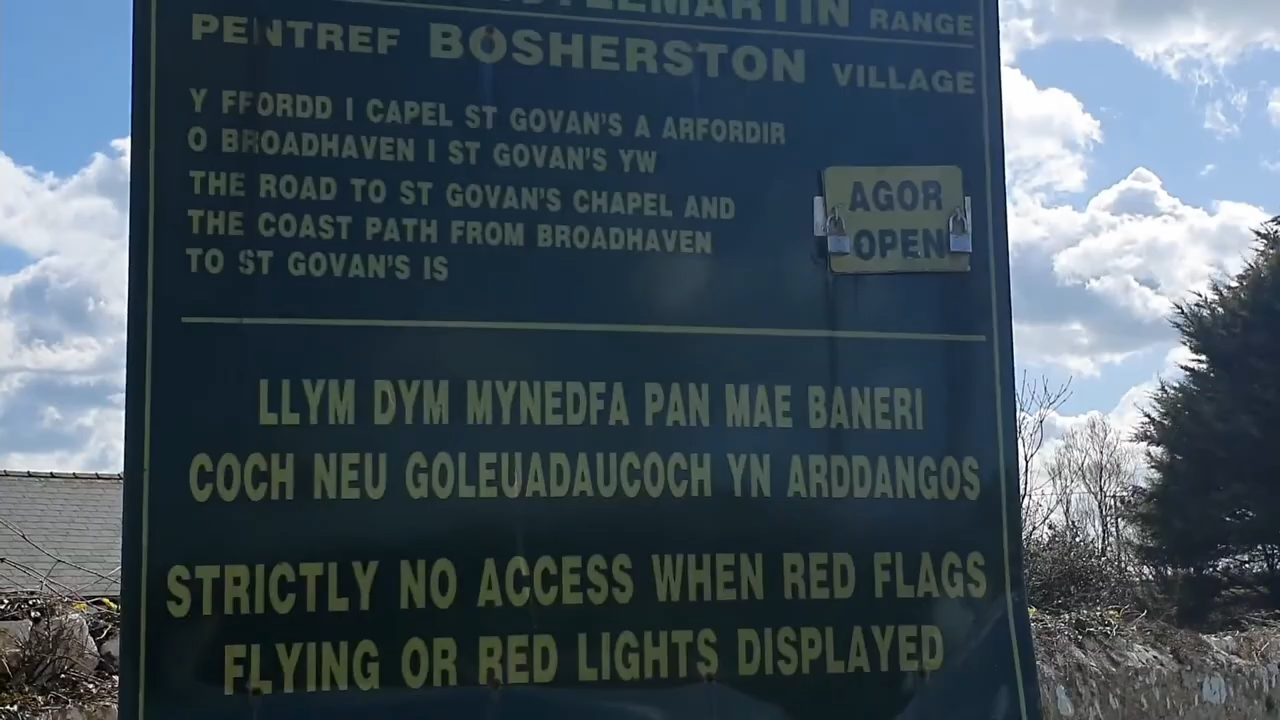 RANGE
PENTREF BOSHERSTON VILLAGE
Y FFORDD I CAPEL ST GOVAN'S A ARFORDIR
O BROADHAVEN I ST GOVAN'S YW
THE ROAD TO ST GOVAN'S CHAPEL AND
THE COAST PATH FROM BROADHAVEN
TO ST GOVAN'S IS
AGOR
OPEN
LLYM DYM MYNEDFA PAN MAE BANERI
COCH NEU GOLEUADAUCOCH YN ARDDANGOS
STRICTLY NO ACCESS WHEN RED FLAGS
FLYING OR RED LIGHTS DISPLAYED